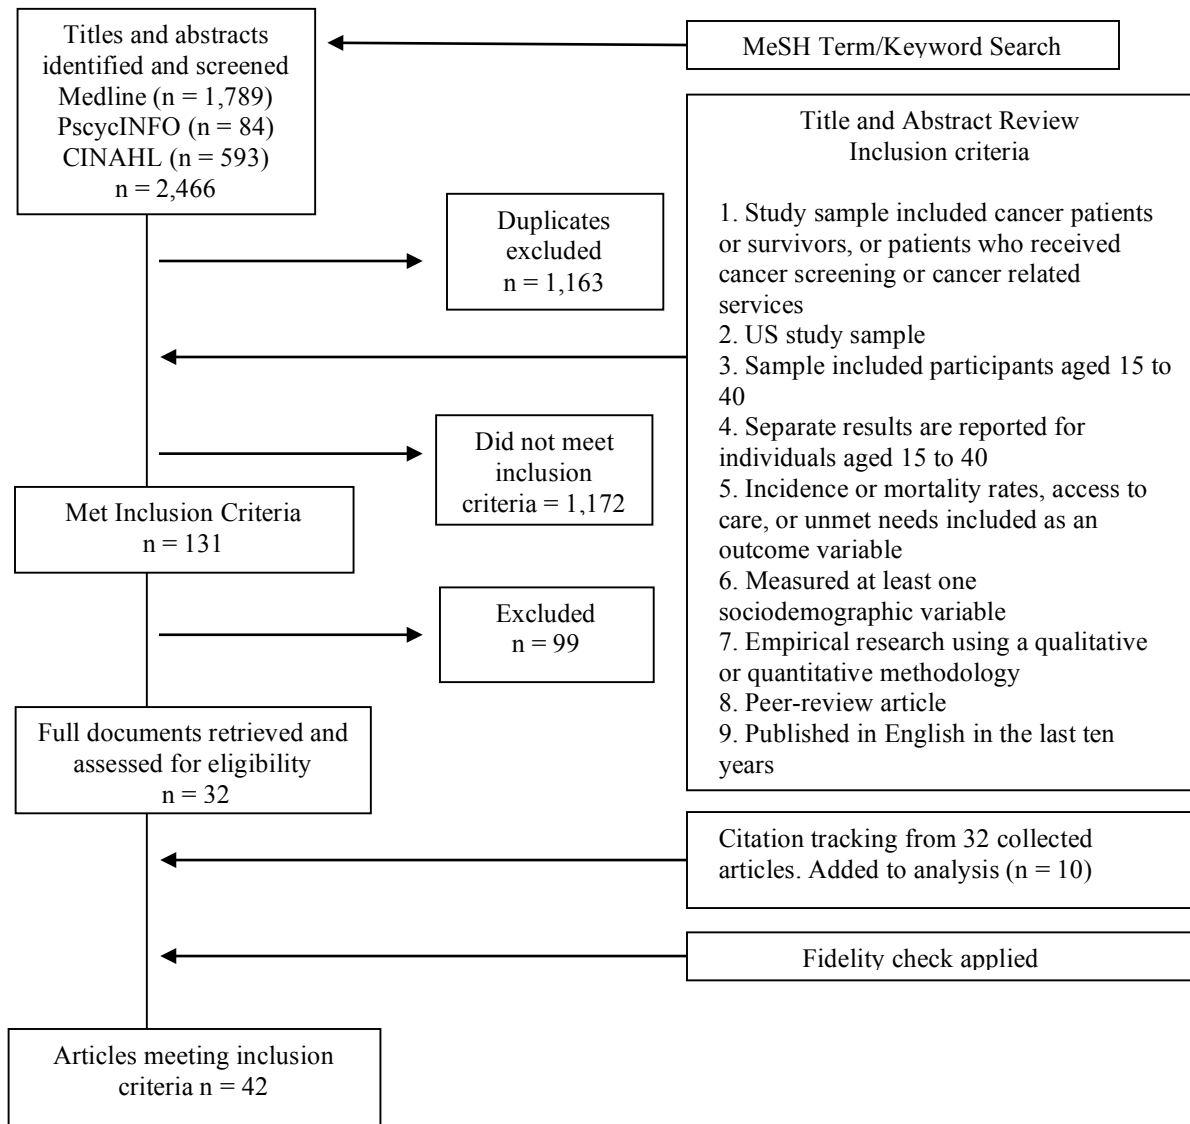 Titles and abstracts
identified and screened
Medline (n = 1,789)
PscycINFO (n = 84)
CINAHL (n = 593)
n = 2,466
MeSH Term/Keyword Search
Title and Abstract Review
Inclusion criteria
1. Study sample included cancer patients
or survivors, or patients who received
cancer screening or cancer related
services
2. US study sample
3. Sample included participants aged 15 to
40
4. Separate results are reported for
individuals aged 15 to 40
5. Incidence or mortality rates, access to
care, or unmet needs included as an
outcome variable
6. Measured at least one
sociodemographic variable
7. Empirical research using a qualitative
or quantitative methodology
8. Peer-review article
9. Published in English in the last ten
years
Duplicates
excluded
n = 1,163
Did not meet
inclusion
criteria = 1,172
Met Inclusion Criteria
n = 131
Excluded
n = 99
Full documents retrieved and
assessed for eligibility
n = 32
Citation tracking from 32 collected
articles. Added to analysis (n = 10)
Fidelity check applied
Articles meeting inclusion
criteria n = 42